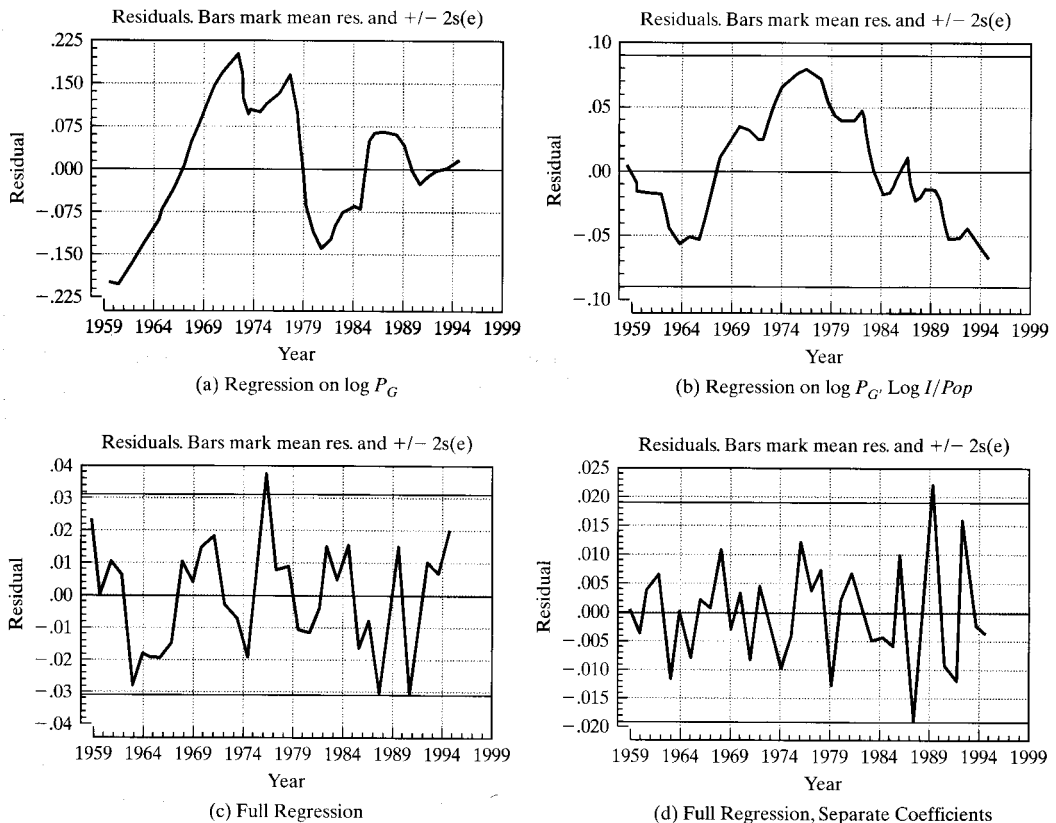 Residuals. Bars mark mean res. and +/− 2s(e)
.225
.150
.075
.000
−.075
−.150
−.225
Residual
1959 1964 1969 1974 1979 1984 1989 1994 1999
Year
(a) Regression on log P_G
Residuals. Bars mark mean res. and +/− 2s(e)
.10
.05
.00
−.05
−.10
Residual
1959 1964 1969 1974 1979 1984 1989 1994 1999
Year
(b) Regression on log P_G, Log I/Pop
Residuals. Bars mark mean res. and +/− 2s(e)
.04
.03
.02
.01
.00
−.01
−.02
−.03
−.04
Residual
1959 1964 1969 1974 1979 1984 1989 1994 1999
Year
(c) Full Regression
Residuals. Bars mark mean res. and +/− 2s(e)
.025
.020
.015
.010
.005
.000
−.005
−.010
−.015
−.020
Residual
1959 1964 1969 1974 1979 1984 1989 1994 1999
Year
(d) Full Regression, Separate Coefficients